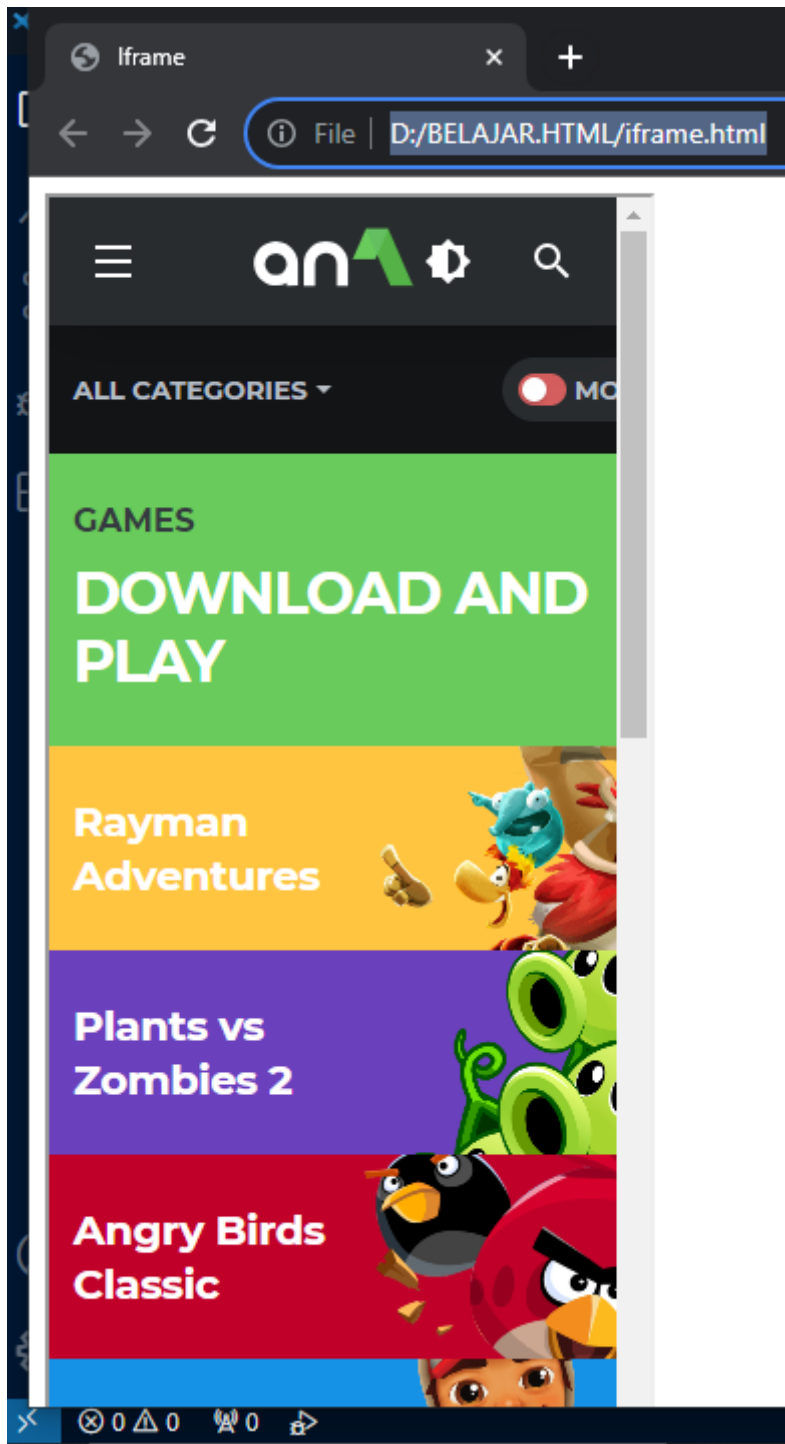 Iframe
File D:/BELAJAR.HTML/iframe.html
an
ALL CATEGORIES
MO
GAMES
DOWNLOAD AND
PLAY
Rayman
Adventures
Plants vs
Zombies 2
Angry Birds
Classic
0 0 0